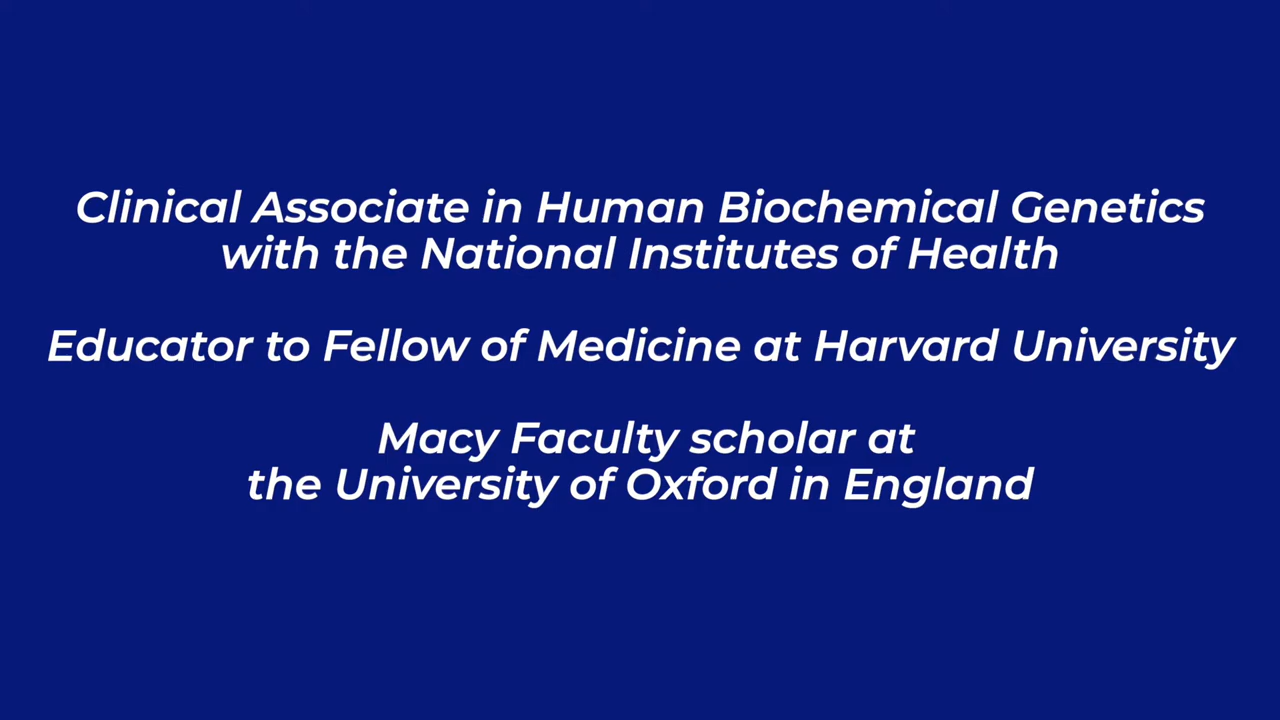 Clinical Associate in Human Biochemical Genetics
with the National Institutes of Health
Educator to Fellow of Medicine at Harvard University
Macy Faculty scholar at
the University of Oxford in England